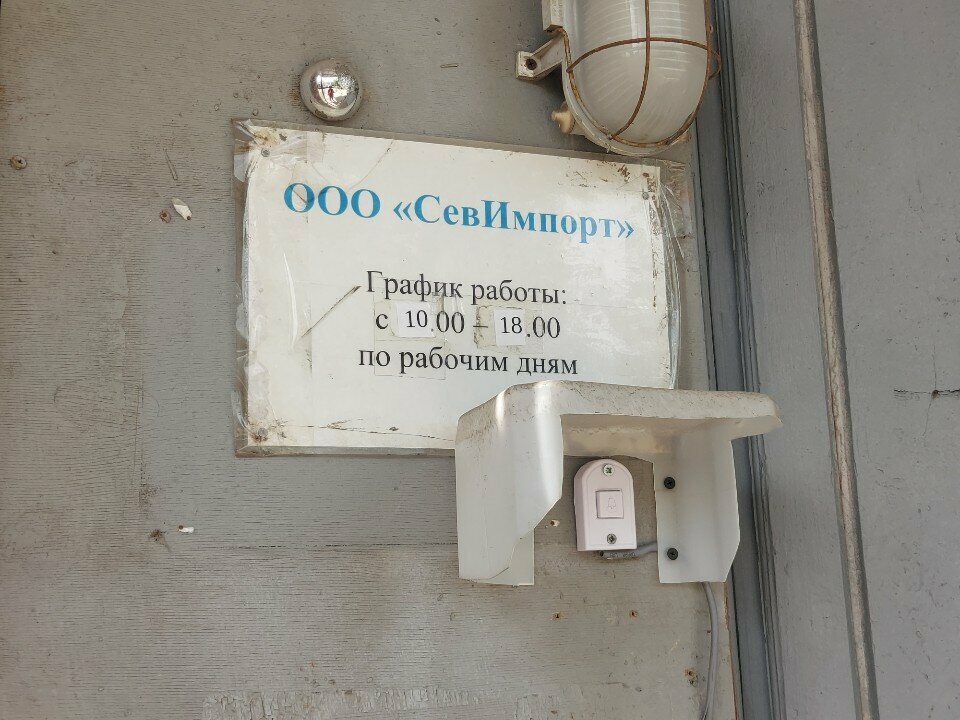 ООО «СевИмпорт»
График работы:
с 10.00 – 18.00
по рабочим дням